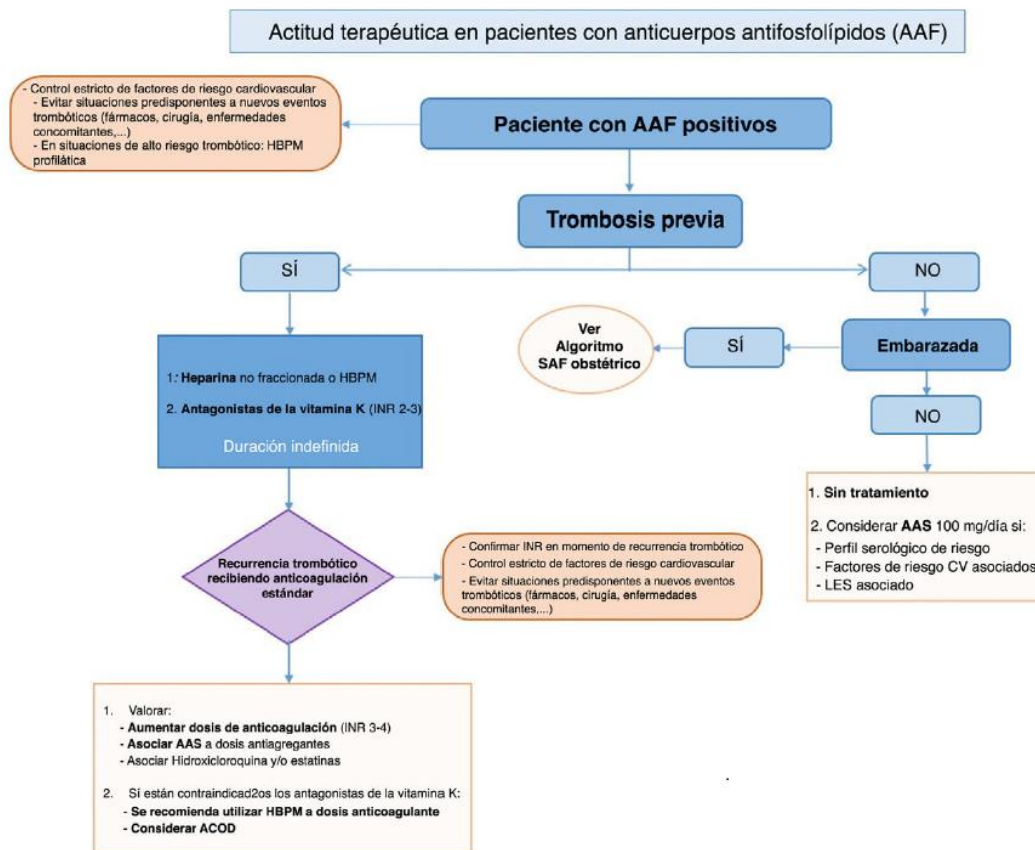 Actitud terapéutica en pacientes con anticuerpos antifosfolípidos (AAF)
- Control estricto de factores de riesgo cardiovascular
- Evitar situaciones predisponentes a nuevos eventos
trombóticos (fármacos, cirugía, enfermedades
concomitantes,...)
- En situaciones de alto riesgo trombótico: HBPM
profilática
Paciente con AAF positivos
Trombosis previa
SÍ
NO
Ver
Algoritmo
SAF obstétrico
SÍ
Embarazada
NO
1: Heparina no fraccionada o HBPM
2. Antagonistas de la vitamina K (INR 2-3)
Duración indefinida
1. Sin tratamiento
2. Considerar AAS 100 mg/día si:
- Perfil serológico de riesgo
- Factores de riesgo CV asociados
- LES asociado
Recurrencia trombótico
recibiendo anticoagulación
estándar
- Confirmar INR en momento de recurrencia trombótico
- Control estricto de factores de riesgo cardiovascular
- Evitar situaciones predisponentes a nuevos eventos
trombóticos (fármacos, cirugía, enfermedades
concomitantes,...)
1. Valorar:
- Aumentar dosis de anticoagulación (INR 3-4)
- Asociar AAS a dosis antiagregantes
- Asociar Hidroxicloroquina y/o estatinas
2. Sí están contraindicad2os los antagonistas de la vitamina K:
- Se recomienda utilizar HBPM a dosis anticoagulante
- Considerar ACOD